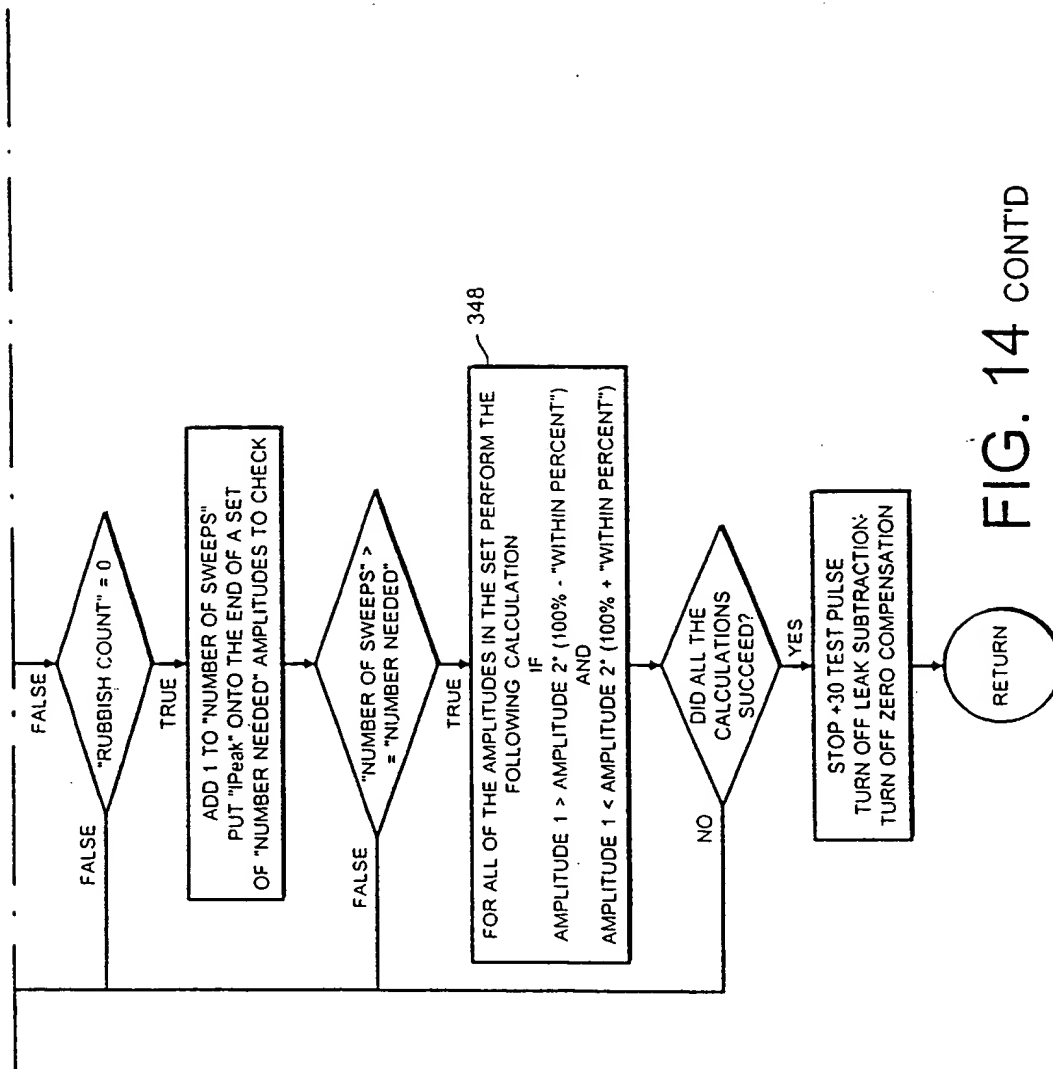 FALSE
"RUBBISH COUNT" = 0
FALSE
TRUE
ADD 1 TO "NUMBER OF SWEEPS"
PUT "IPeak" ONTO THE END OF A SET
OF "NUMBER NEEDED" AMPLITUDES TO CHECK
"NUMBER OF SWEEPS" >
= "NUMBER NEEDED"
FALSE
TRUE
348
FOR ALL OF THE AMPLITUDES IN THE SET PERFORM THE
FOLLOWING CALCULATION
IF
AMPLITUDE 1 > AMPLITUDE 2* (100% - "WITHIN PERCENT")
AND
AMPLITUDE 1 < AMPLITUDE 2* (100% + "WITHIN PERCENT")
DID ALL THE
CALCULATIONS
SUCCEED?
NO
YES
STOP +30 TEST PULSE
TURN OFF LEAK SUBTRACTION
TURN OFF ZERO COMPENSATION
RETURN
FIG. 14 CONT'D